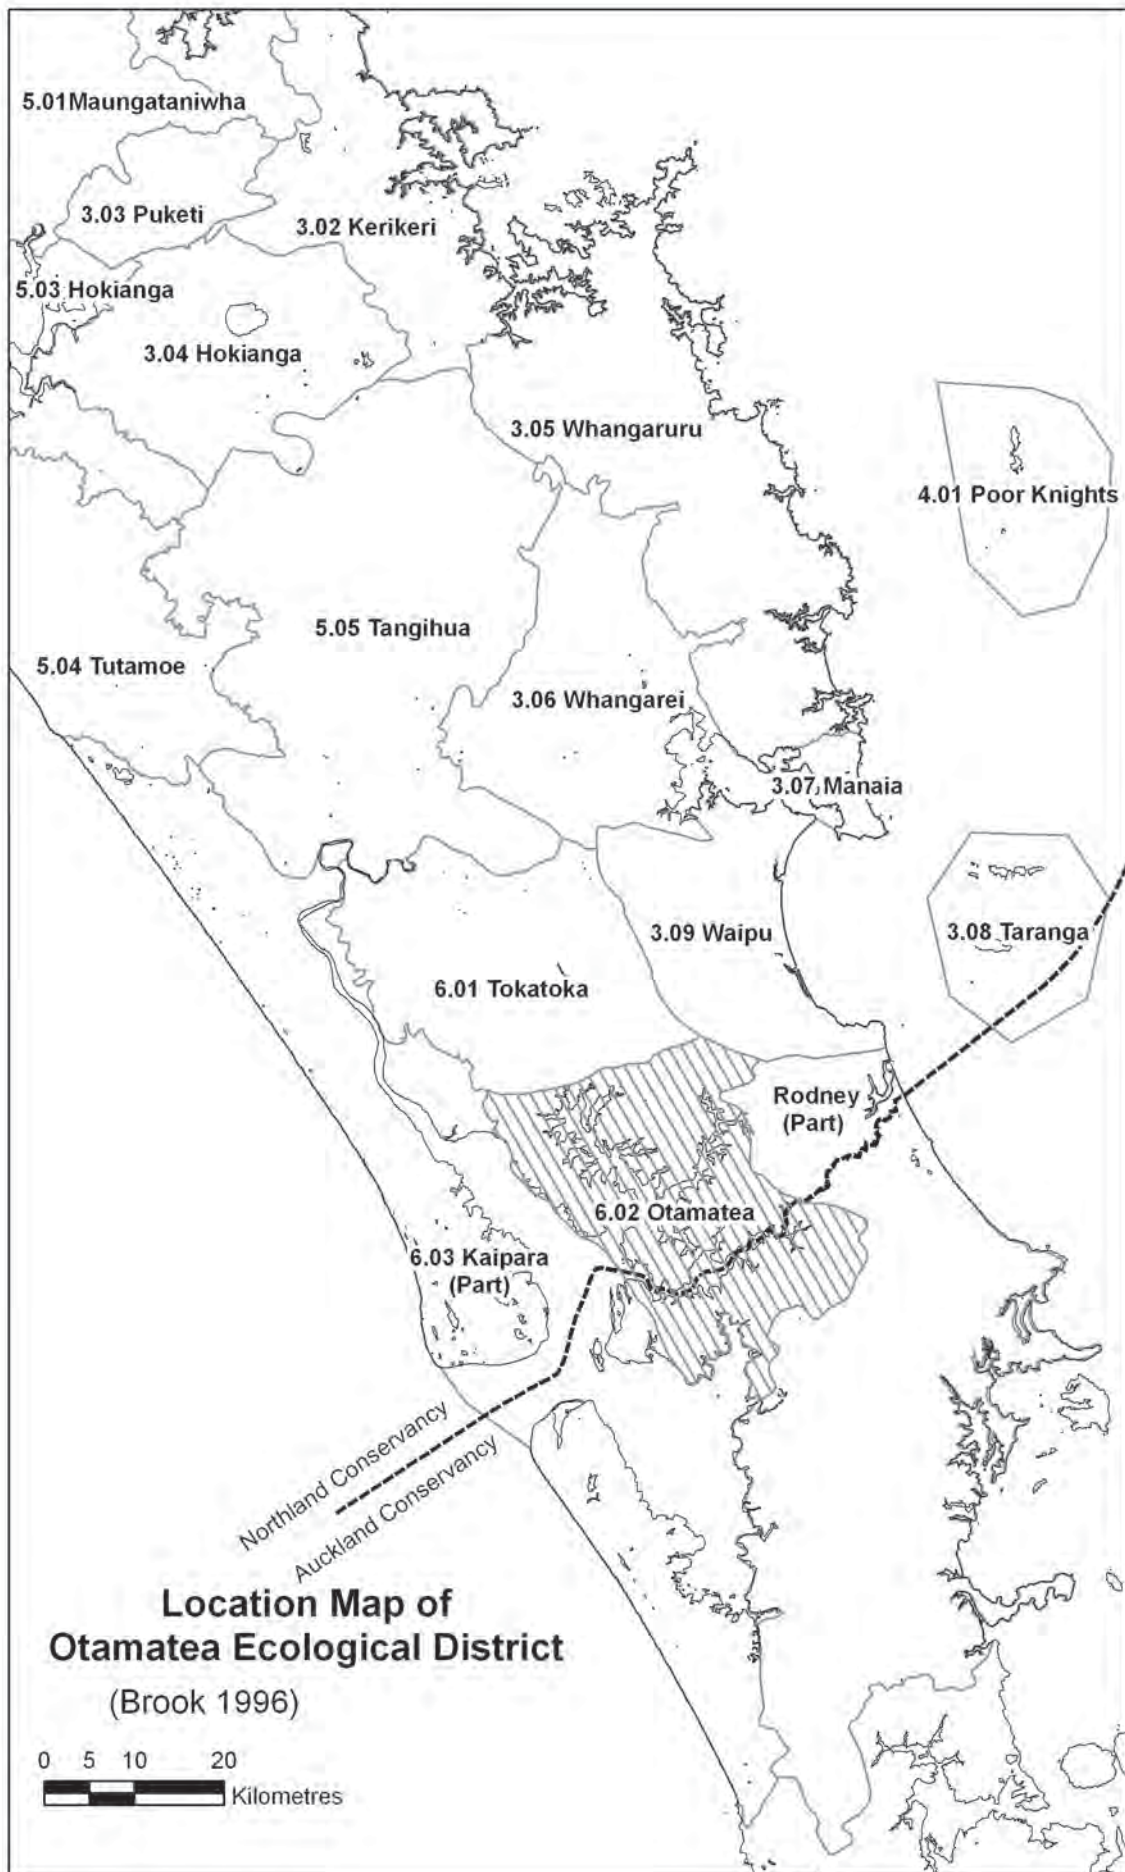 5.01Maungataniwha
3.03 Puketi
3.02 Kerikeri
5.03 Hokianga
3.04 Hokianga
3.05 Whangaruru
4.01 Poor Knights
5.05 Tangihua
5.04 Tutamoe
3.06 Whangarei
3.07 Manaia
3.09 Waipu
3.08 Taranga
6.01 Tokatoka
Rodney
(Part)
6.02 Otamatea
6.03 Kaipara
(Part)
Northland Conservancy
Auckland Conservancy
Location Map of
Otamatea Ecological District
(Brook 1996)
0 5 10 20
Kilometres